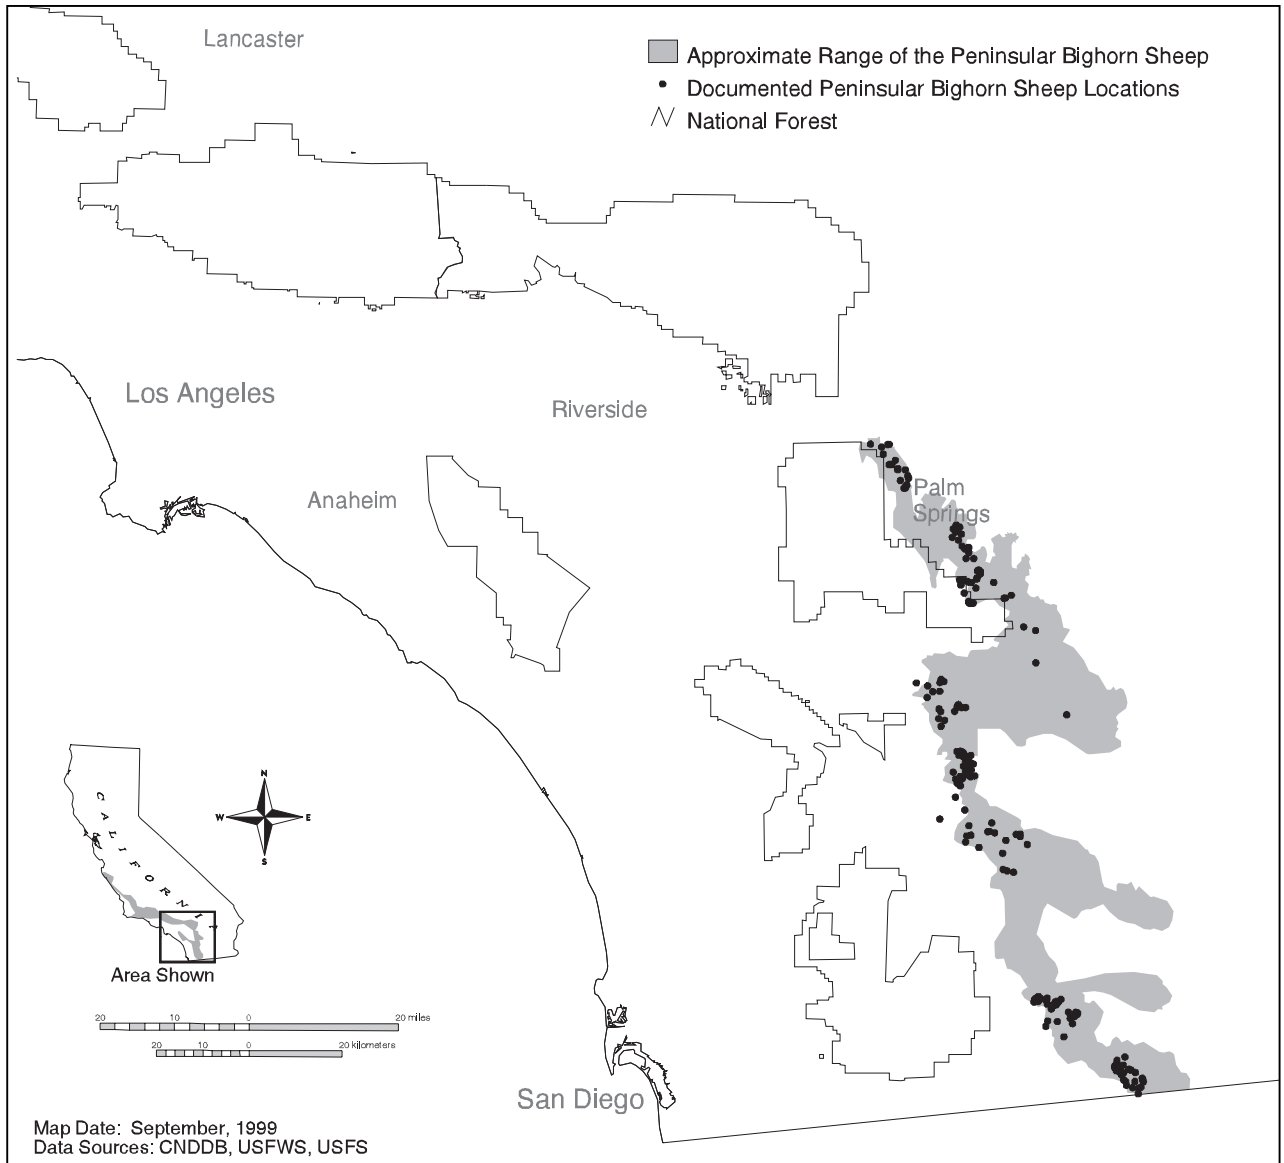 Lancaster
Approximate Range of the Peninsular Bighorn Sheep
Documented Peninsular Bighorn Sheep Locations
National Forest
Los Angeles
Riverside
Anaheim
Palm
Springs
N
W E
S
CALIFORNIA
Area Shown
20 10 0 20 miles
20 10 0 20 kilometers
San Diego
Map Date: September, 1999
Data Sources: CNDDB, USFWS, USFS